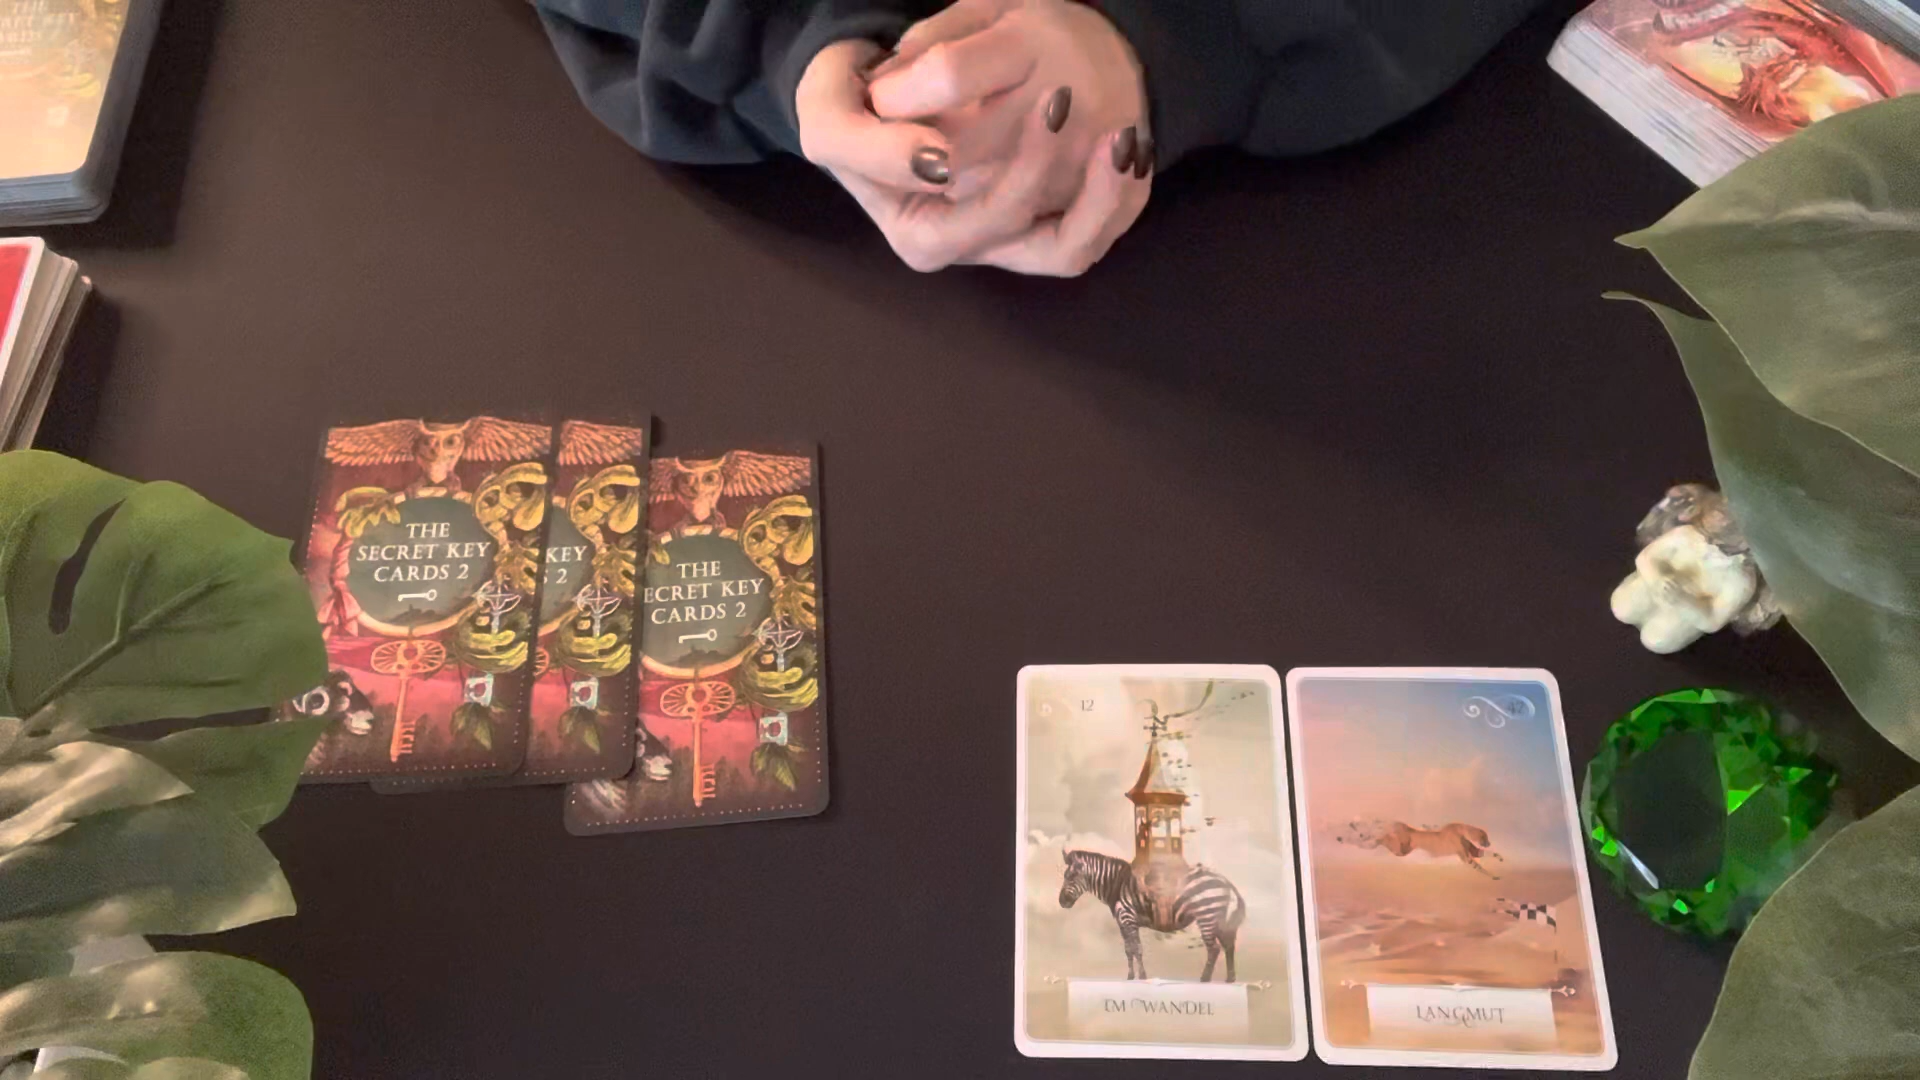 THE
SECRET KEY
CARDS 2
KEY
S 2
THE
ECRET KEY
CARDS 2
12
IM WANDEL
42
LANGMUT